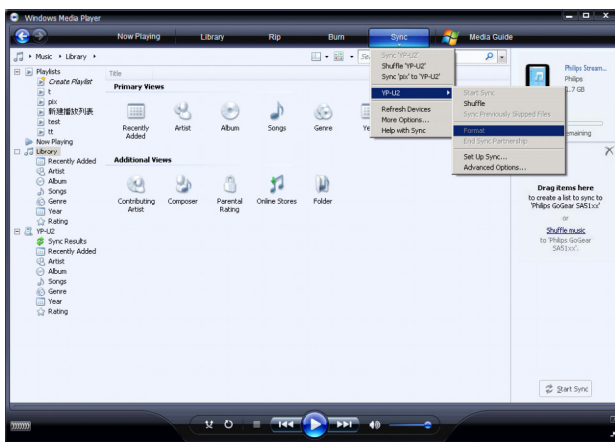 Windows Media Player
Now Playing
Library
Rip
Burn
Sync
Media Guide
Music
Library
Playlists
Create Playlist
t
pix
新建播放列表
test
tt
Now Playing
Library
Recently Added
Artist
Album
Songs
Genre
Year
Rating
YP-U2
Sync Results
Recently Added
Artist
Album
Songs
Genre
Year
Rating
Title
Primary Views
Recently
Added
Artist
Album
Songs
Genre
Additional Views
Contributing
Artist
Composer
Parental
Rating
Online Stores
Folder
Sync 'YP-U2'
Shuffle 'YP-U2'
Sync 'pix' to 'YP-U2'
YP-U2
Refresh Devices
More Options...
Help with Sync
Start Sync
Shuffle
Sync Previously Skipped files
Format
End Sync Partnership
Set Up Sync...
Advanced Options...
Philips Stream...
Philips
1.7 GB
Drag items here
to create a list to sync to
'Philips GoGear SA51xx'
or
Shuffle music
to 'Philips GoGear
SA51xx'.
Start Sync